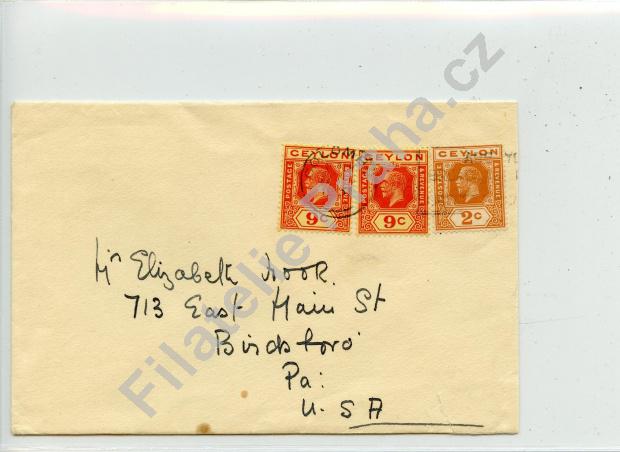 CEYLON CEYLON CEYLON
POSTAGE & REVENUE POSTAGE & REVENUE POSTAGE & REVENUE
9c 9c 2c
Mr Elizabeth
713 East Main St
Birdsboro
Pa:
U.S.A
Filatelie Praha.cz